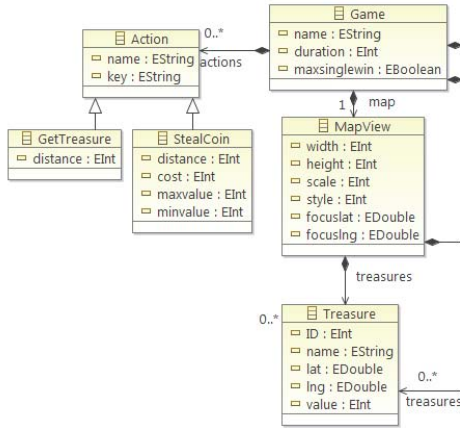 Game
name : EString
duration : EInt
maxsinglewin : EBoolean
0..*
actions
Action
name : EString
key : EString
GetTreasure
distance : EInt
StealCoin
distance : EInt
cost : EInt
maxvalue : EInt
minvalue : EInt
1
map
MapView
width : EInt
height : EInt
scale : EInt
style : EInt
focuslat : EDouble
focuslng : EDouble
treasures
0..*
Treasure
ID : EInt
name : EString
lat : EDouble
lng : EDouble
value : EInt
0..*
treasures